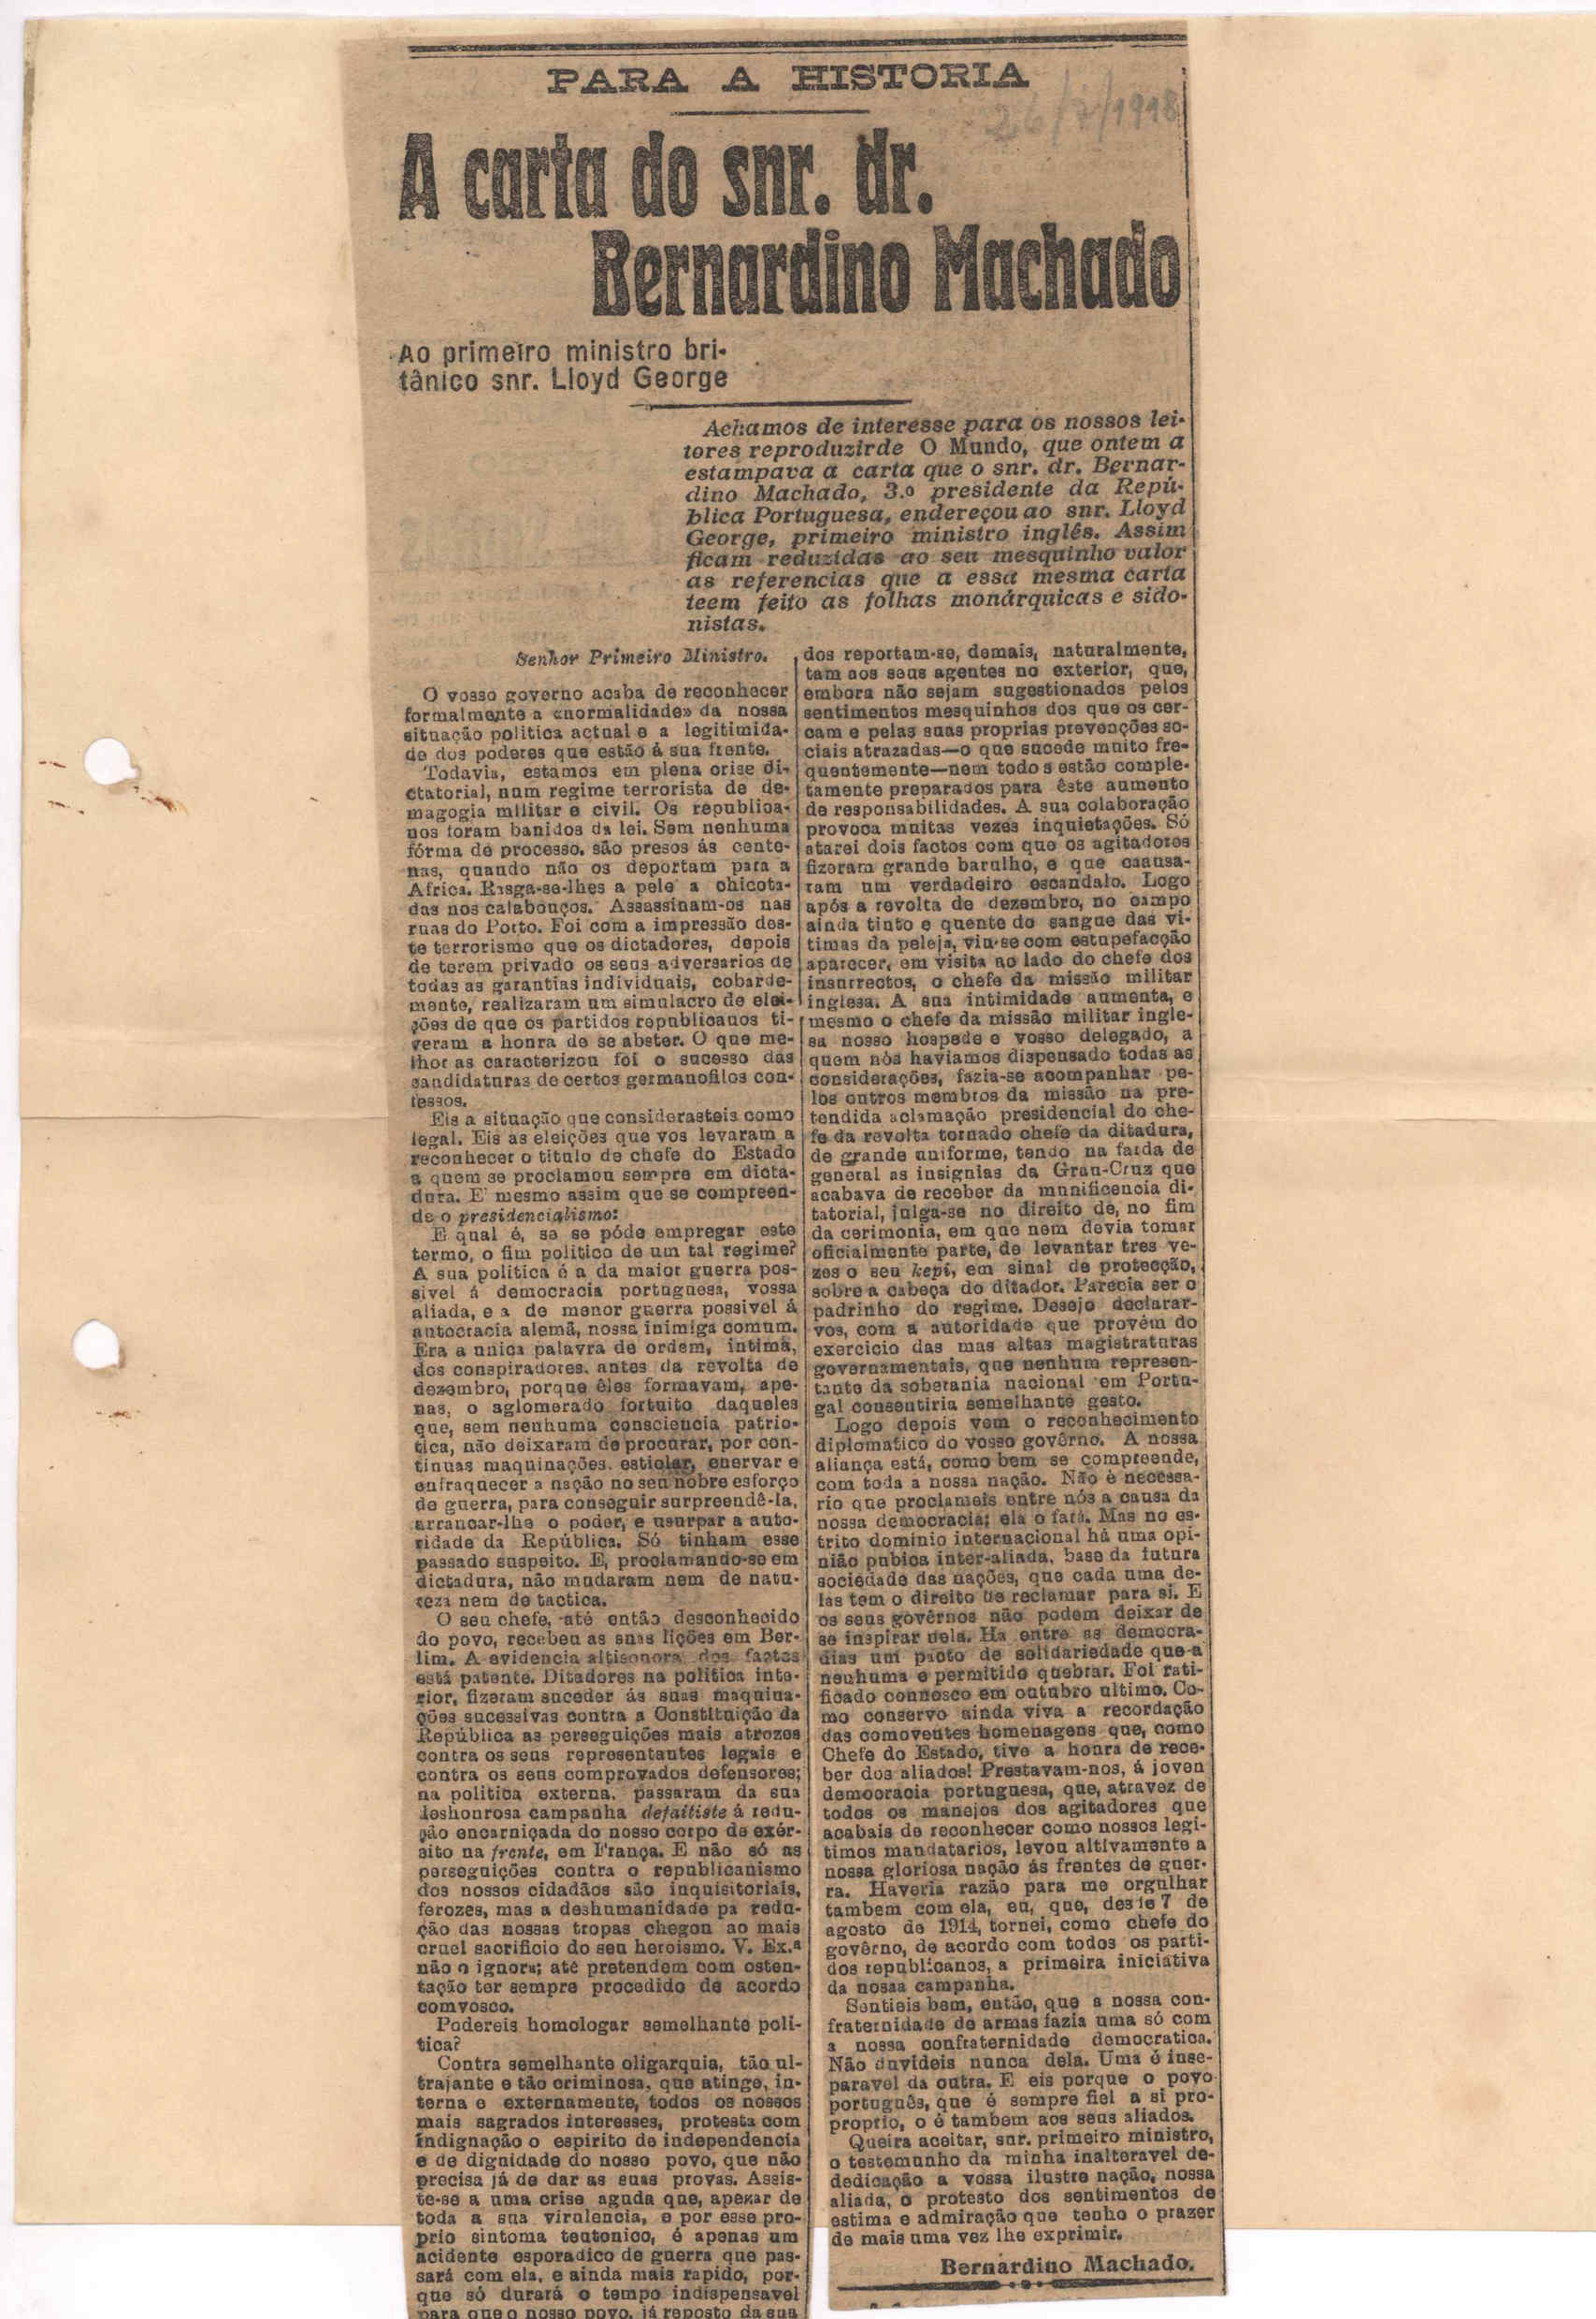 PARA A HISTORIA
26/7/1918
A carta do snr. dr.
Bernardino Machado
Ao primeiro ministro bri-
tânico snr. Lloyd George
Achamos de interesse para os nossos lei-
tores reproduzirde O Mundo, que ontem a
estampava a carta que o snr. dr. Bernar-
dino Machado, 3.º presidente da Repú-
blica Portuguesa, endereçou ao snr. Lloyd
George, primeiro ministro inglês. Assim
ficam reduzidas ao seu mesquinho valor
as referencias que a essa mesma carta
teem feito as folhas monárquicas e sido-
nistas.
Senhor Primeiro Ministro.
O vosso governo acaba de reconhecer
formalmente a «normalidade» da nossa
situação politica actual e a legitimida-
de dos poderes que estão á sua frente.
Todavia, estamos em plena crise di-
ctatorial, num regime terrorista de de-
magogia militar e civil. Os republica-
nos foram banidos da lei. Sem nenhuma
fórma de processo, são presos ás cente-
nas, quando não os deportam para a
Africa. Rasga-se-lhes a pele a chicota-
das nos calabouços. Assassinam-os nas
ruas do Porto. Foi com a impressão des-
te terrorismo que os dictadores, depois
de terem privado os seus adversarios de
todas as garantias individuais, cobarde-
mente, realizaram um simulacro de elei-
ções de que os partidos republicanos ti-
veram a honra de se abster. O que me-
lhor as caracterizou foi o sucesso das
candidaturas de certos germanofilos con-
fessos.
Eis a situação que considerasteis como
legal. Eis as eleições que vos levaram a
reconhecer o titulo de chefe do Estado
a quem se proclamou sempre em dicta-
dura. E' mesmo assim que se compreen-
de o presidencialismo:
E qual é, se se póde empregar este
termo, o fim politico de um tal regime?
A sua politica é a da maior guerra pos-
sivel á democracia portuguesa, vossa
aliada, e a de menor guerra possivel á
autocracia alemã, nossa inimiga comum.
Era a unica palavra de ordem, intima,
dos conspiradores, antes da revolta de
dezembro, porque êles formavam, ape-
nas, o aglomerado fortuito daqueles
que, sem nenhuma consciencia patrio-
tica, não deixaram de procurar, por con-
tinuas maquinações, estiolar, enervar e
enfraquecer a nação no seu nobre esforço
de guerra, para conseguir surpreendê-la,
arrancar-lhe o poder, e usurpar a auto-
ridade da República. Só tinham esse
passado suspeito. E, proclamando-se em
dictadura, não mudaram nem de natu-
reza nem de tactica.
O seu chefe, até então desconhecido
do povo, recebeu as suas lições em Ber-
lim. A evidencia altisonora dos factos
está patente. Ditadores na politica inte-
rior, fizeram suceder ás suas maquina-
ções sucessivas contra a Constituição da
República as perseguições mais atrozes
contra os seus representantes legais e
contra os seus comprovados defensores;
na politica externa, passaram da sua
deshonrosa campanha defaitiste á redu-
ção encarniçada do nosso corpo de exér-
sito na frente, em França. E não só as
perseguições contra o republicanismo
dos nossos cidadãos são inquisitoriais,
ferozes, mas a deshumanidade pa redu-
ção das nossas tropas chegou ao mais
cruel sacrificio do seu heroismo. V. Ex.ª
não o ignora; até pretendem com osten-
tação ter sempre procedido de acordo
comvosco.
Podereis homologar semelhante poli-
tica?
Contra semelhante oligarquia, tão ul-
trajante e tão criminosa, que atinge, in-
terna e externamente, todos os nossos
mais sagrados interesses, protesta com
indignação o espirito de independencia
e de dignidade do nosso povo, que não
precisa já de dar as suas provas. Assis-
te-se a uma crise aguda que, apezar de
toda a sua virulencia, e por esse pro-
prio sintoma teutonico, é apenas um
acidente esporadico de guerra que pas-
sará com ela, e ainda mais rapido, por-
que só durará o tempo indispensavel
para que o nosso povo, já reposto da sua
dos reportam-se, demais, naturalmente,
tam aos seus agentes no exterior, que,
embora não sejam sugestionados pelos
sentimentos mesquinhos dos que os cer-
cam e pelas suas proprias prevenções so-
ciais atrazadas—o que sucede muito fre-
quentemente—nem todos estão comple-
tamente preparados para êste aumento
de responsabilidades. A sua colaboração
provoca muitas vezes inquietações. Só
atarei dois factos com que os agitadores
fizeram grande barulho, e que caausa-
ram um verdadeiro escandalo. Logo
após a revolta de dezembro, no campo
ainda tinto e quente do sangue das vi-
timas da peleja, viu-se com estupefacção
aparecer, em visita ao lado do chefe dos
insurrectos, o chefe da missão militar
inglesa. A sua intimidade aumenta, e
mesmo o chefe da missão militar ingle-
sa nosso hospede e vosso delegado, a
quem nós haviamos dispensado todas as
considerações, fazia-se acompanhar pe-
los outros membros da missão na pre-
tendida aclamação presidencial do che-
fe da revolta tornado chefe da ditadura,
de grande uniforme, tendo na farda de
general as insignias da Gran-Cruz que
acabava de receber da munificencia di-
tatorial, julga-se no direito de, no fim
da cerimonia, em que nem devia tomar
oficialmente parte, de levantar tres ve-
zes o seu kepi, em sinal de protecção,
sobre a cabeça do ditador. Parecia ser o
padrinho do regime. Desejo declarar-
vos, com a autoridade que provém do
exercicio das mas altas magistraturas
governamentais, que nenhum represen-
tante da soberania nacional em Portu-
gal consentiria semelhante gesto.
Logo depois vem o reconhecimento
diplomatico do vosso govêrno. A nossa
aliança está, como bem se compreende,
com toda a nossa nação. Não é necessa-
rio que proclameis entre nós a causa da
nossa democracia; ela o fará. Mas no es-
trito dominio internacional há uma opi-
nião pubica inter-aliada, base da futura
sociedade das nações, que cada uma de-
las tem o direito de reclamar para si. E
os seus govêrnos não podem deixar de
se inspirar nela. Ha entre as democra-
dias um pacto de solidariedade que a
nenhuma e permitido quebrar. Foi rati-
ficado connosco em outubro ultimo. Co-
mo conservo ainda viva a recordação
das comoventes homenagens que, como
Chefe do Estado, tive a honra de rece-
ber dos aliados! Prestavam-nos, á joven
democracia portuguesa, que, atravez de
todos os manejos dos agitadores que
acabais de reconhecer como nossos legi-
timos mandatarios, levou altivamente a
nossa gloriosa nação ás frentes de guer-
ra. Haveria razão para me orgulhar
tambem com ela, eu, que, desde 7 de
agosto de 1914, tornei, como chefe do
govêrno, de acordo com todos os parti-
dos republicanos, a primeira iniciativa
da nossa campanha.
Sentieis bem, então, que a nossa con-
fraternidade de armas fazia uma só com
a nossa confraternidade democratica.
Não duvideis nunca dela. Uma é inse-
paravel da outra. E eis porque o povo
português, que é sempre fiel a si pro-
proprio, o é tambem aos seus aliados.
Queira aceitar, snr. primeiro ministro,
o testemunho da minha inalteravel de-
dedicação a vossa ilustre nação, nossa
aliada, o protesto dos sentimentos de
estima e admiração que tenho o prazer
de mais uma vez lhe exprimir.
Bernardino Machado.